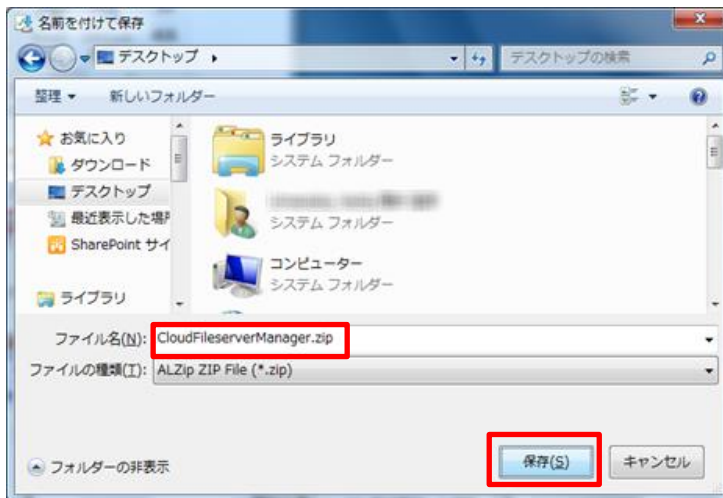 名前を付けて保存
デスクトップ
デスクトップの検索
整理
新しいフォルダー
お気に入り
ダウンロード
デスクトップ
最近表示した場所
SharePoint サイ
ライブラリ
ライブラリ
システム フォルダー
システム フォルダー
コンピューター
システム フォルダー
ファイル名(N): CloudFileserverManager.zip
ファイルの種類(T): ALZip ZIP File (*.zip)
フォルダーの非表示
保存(S)
キャンセル